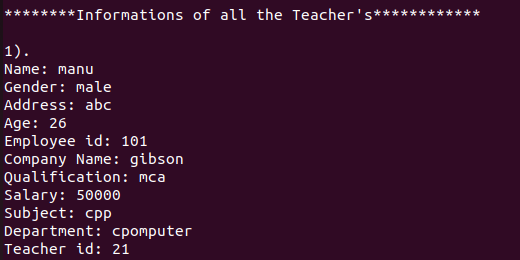 ********Informations of all the Teacher's************
1).
Name: manu
Gender: male
Address: abc
Age: 26
Employee id: 101
Company Name: gibson
Qualification: mca
Salary: 50000
Subject: cpp
Department: cpomputer
Teacher id: 21